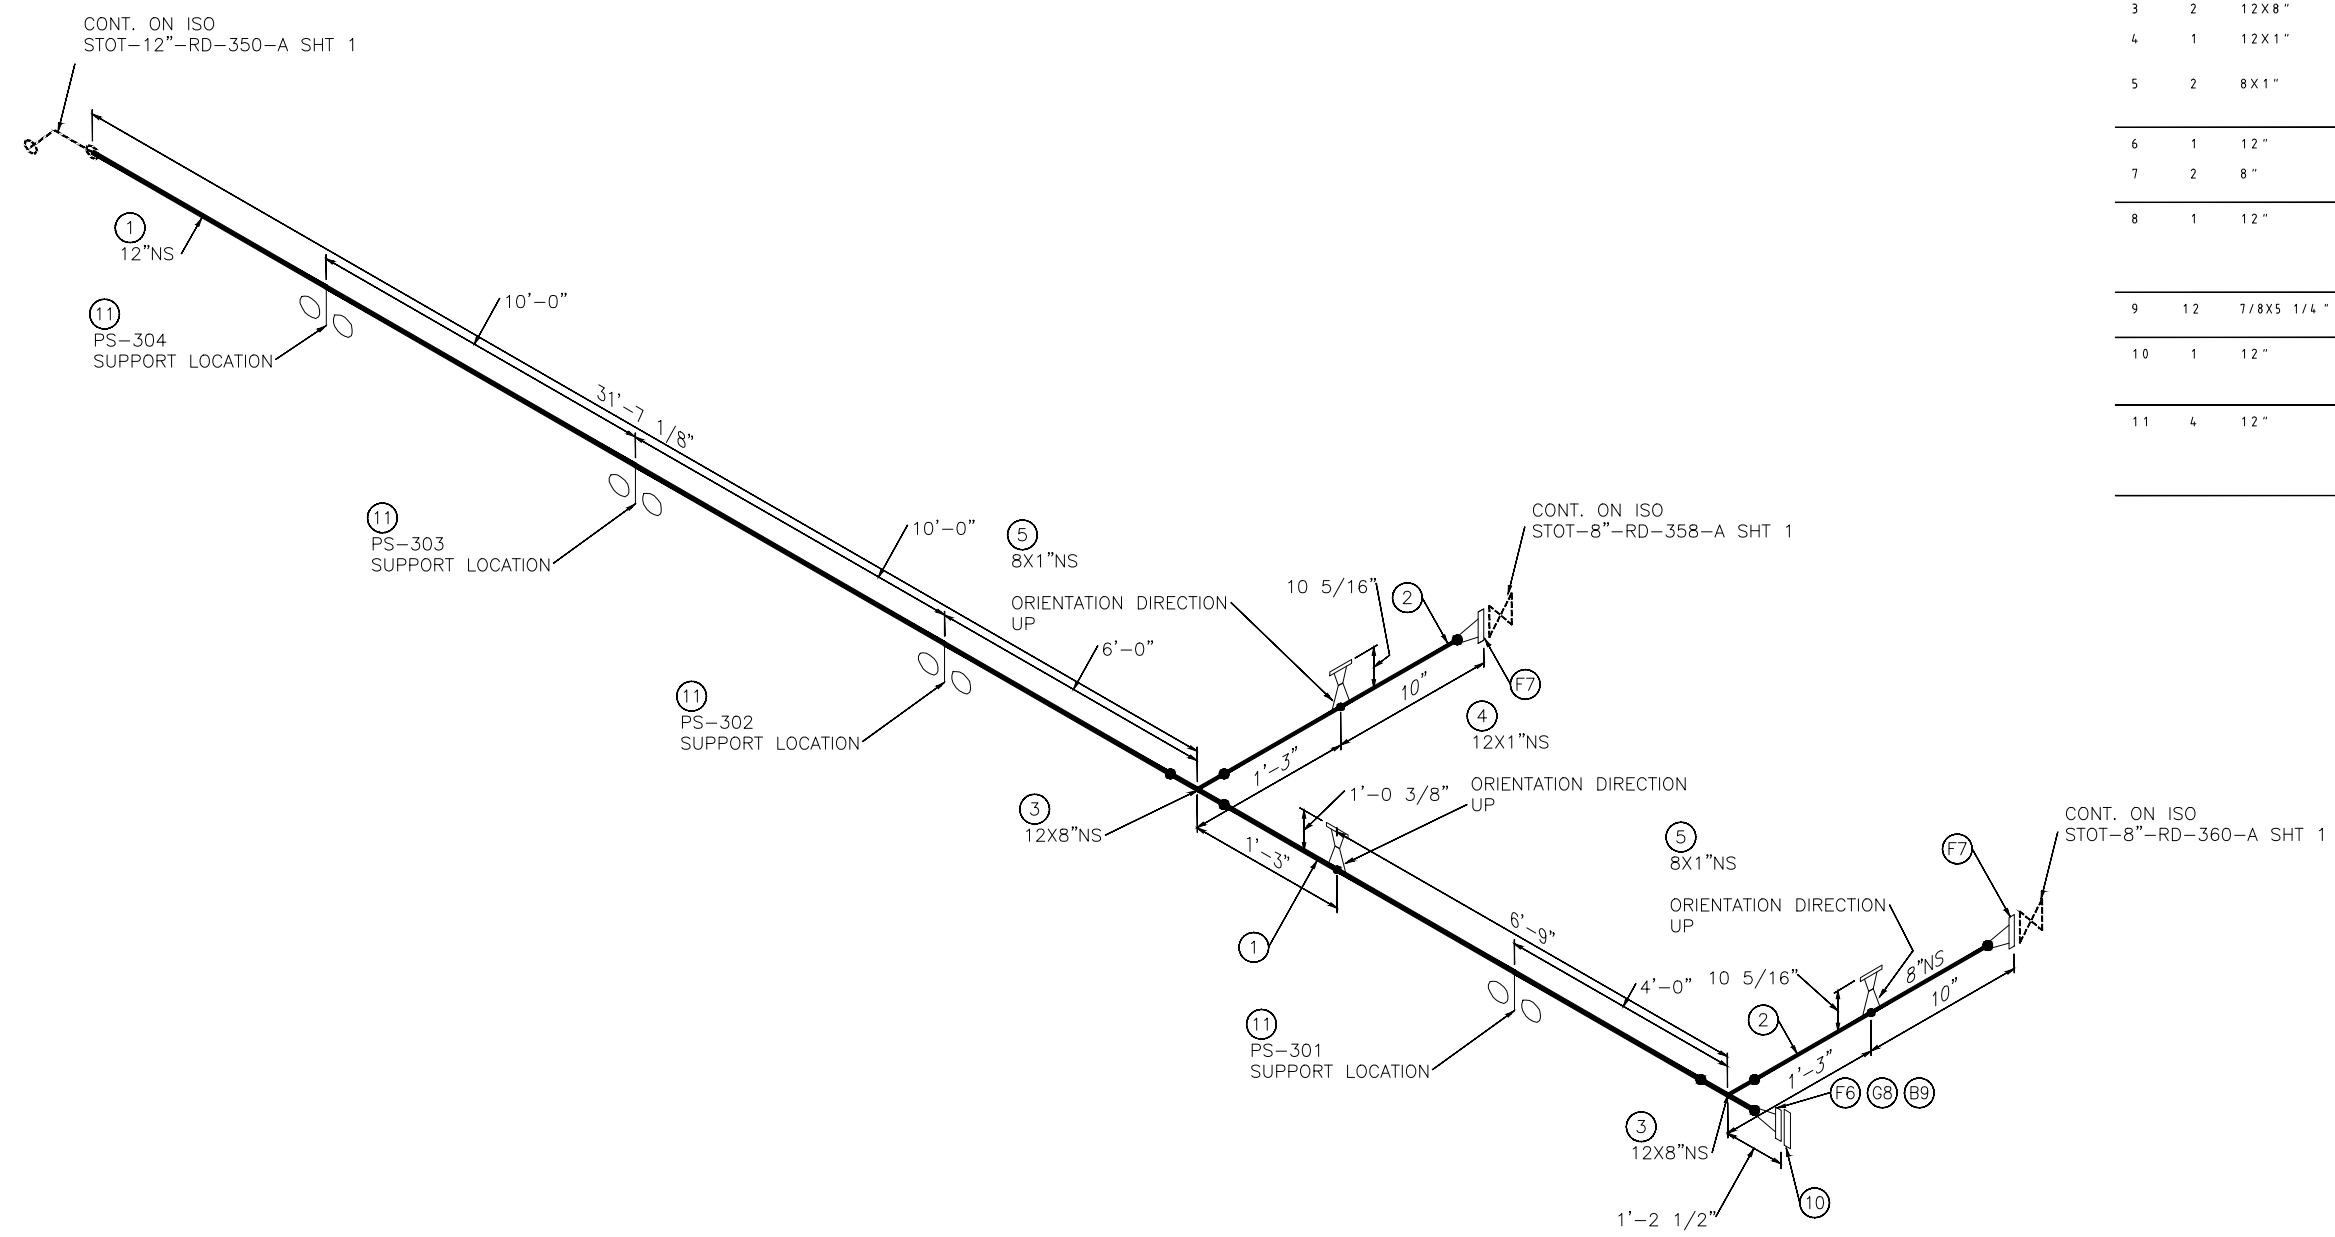 CONT. ON ISO
STOT-12"-RD-350-A SHT 1
1
12"NS
11
PS-304
SUPPORT LOCATION
10'-0"
31'-7 1/8"
11
PS-303
SUPPORT LOCATION
10'-0"
11
PS-302
SUPPORT LOCATION
6'-0"
5
8X1"NS
ORIENTATION DIRECTION
UP
10 5/16"
2
CONT. ON ISO
STOT-8"-RD-358-A SHT 1
F7
10"
1'-3"
4
12X1"NS
ORIENTATION DIRECTION
UP
1'-0 3/8"
3
12X8"NS
1'-3"
1
6'-9"
4'-0"
11
PS-301
SUPPORT LOCATION
5
8X1"NS
ORIENTATION DIRECTION
UP
10 5/16"
2
8"NS
F7
CONT. ON ISO
STOT-8"-RD-360-A SHT 1
10"
1'-3"
F6 G8 B9
3
12X8"NS
10
1'-2 1/2"
3 2 12X8"
4 1 12X1"
5 2 8X1"
6 1 12"
7 2 8"
8 1 12"
9 12 7/8X5 1/4"
10 1 12"
11 4 12"